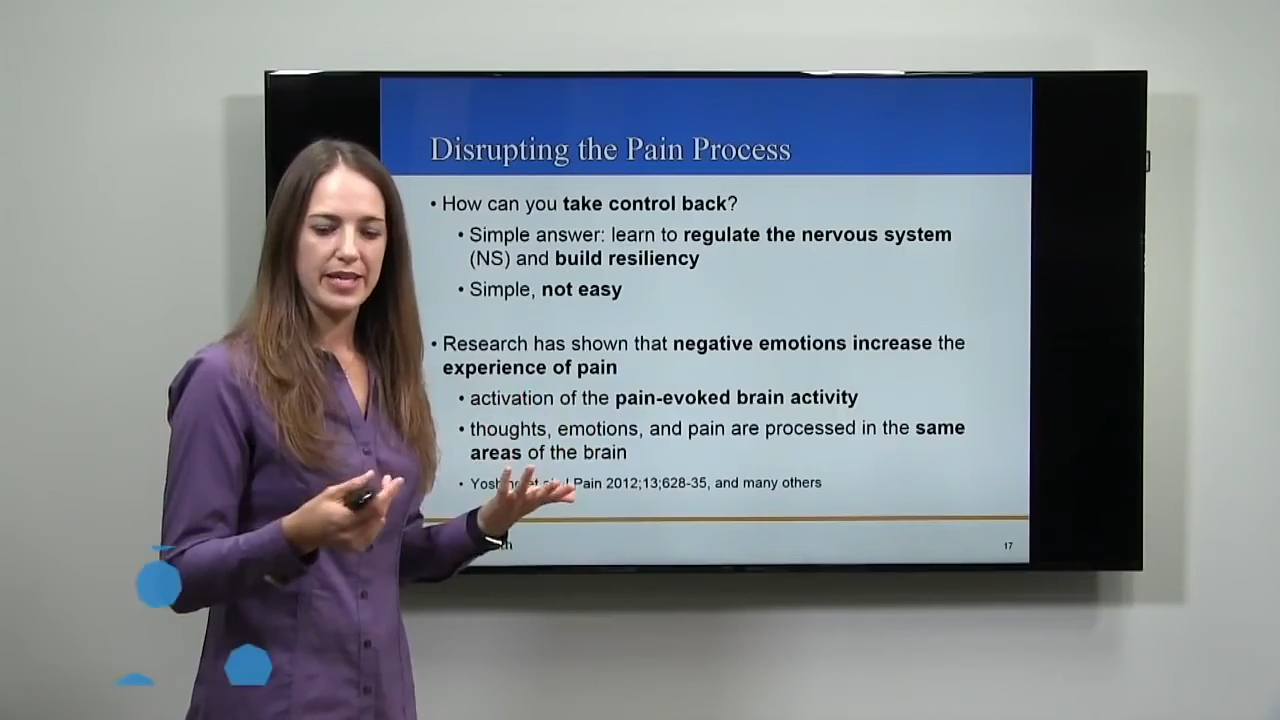 Disrupting the Pain Process
• How can you take control back?
• Simple answer: learn to regulate the nervous system
(NS) and build resiliency
• Simple, not easy
• Research has shown that negative emotions increase the
experience of pain
• activation of the pain-evoked brain activity
• thoughts, emotions, and pain are processed in the same
areas of the brain
• Pain 2012;13;628-35, and many others
17